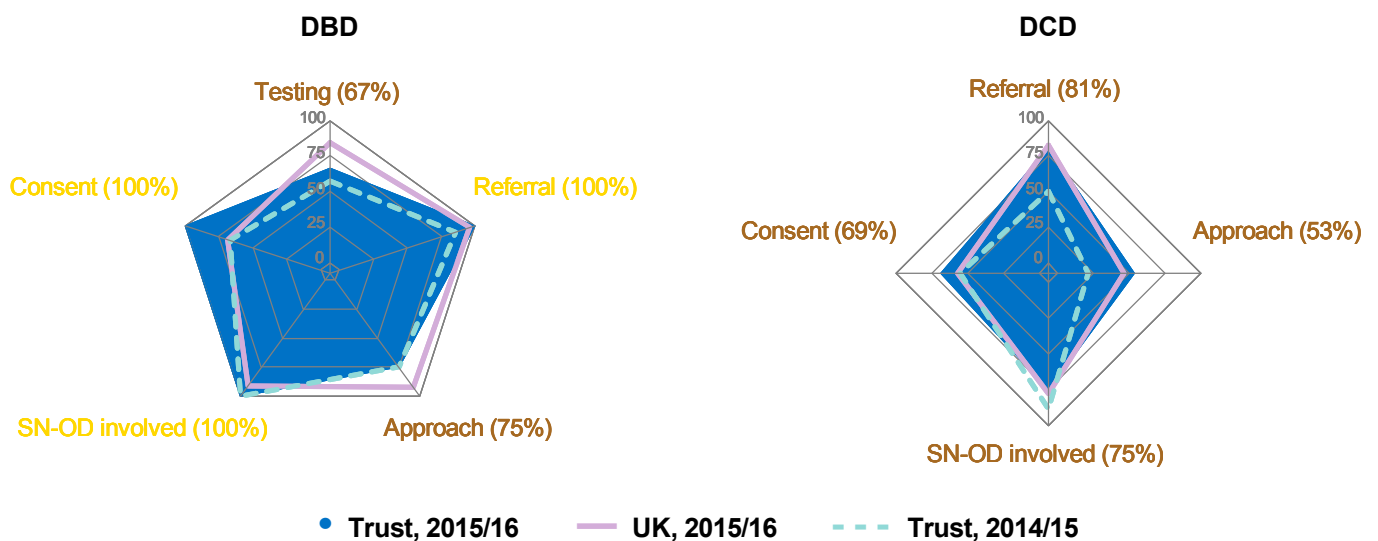 DBD
Testing (67%)
100
75
50
25
0
Consent (100%)
Referral (100%)
SN-OD involved (100%)
Approach (75%)
DCD
Referral (81%)
100
75
50
25
0
Consent (69%)
Approach (53%)
SN-OD involved (75%)
Trust, 2015/16
UK, 2015/16
Trust, 2014/15